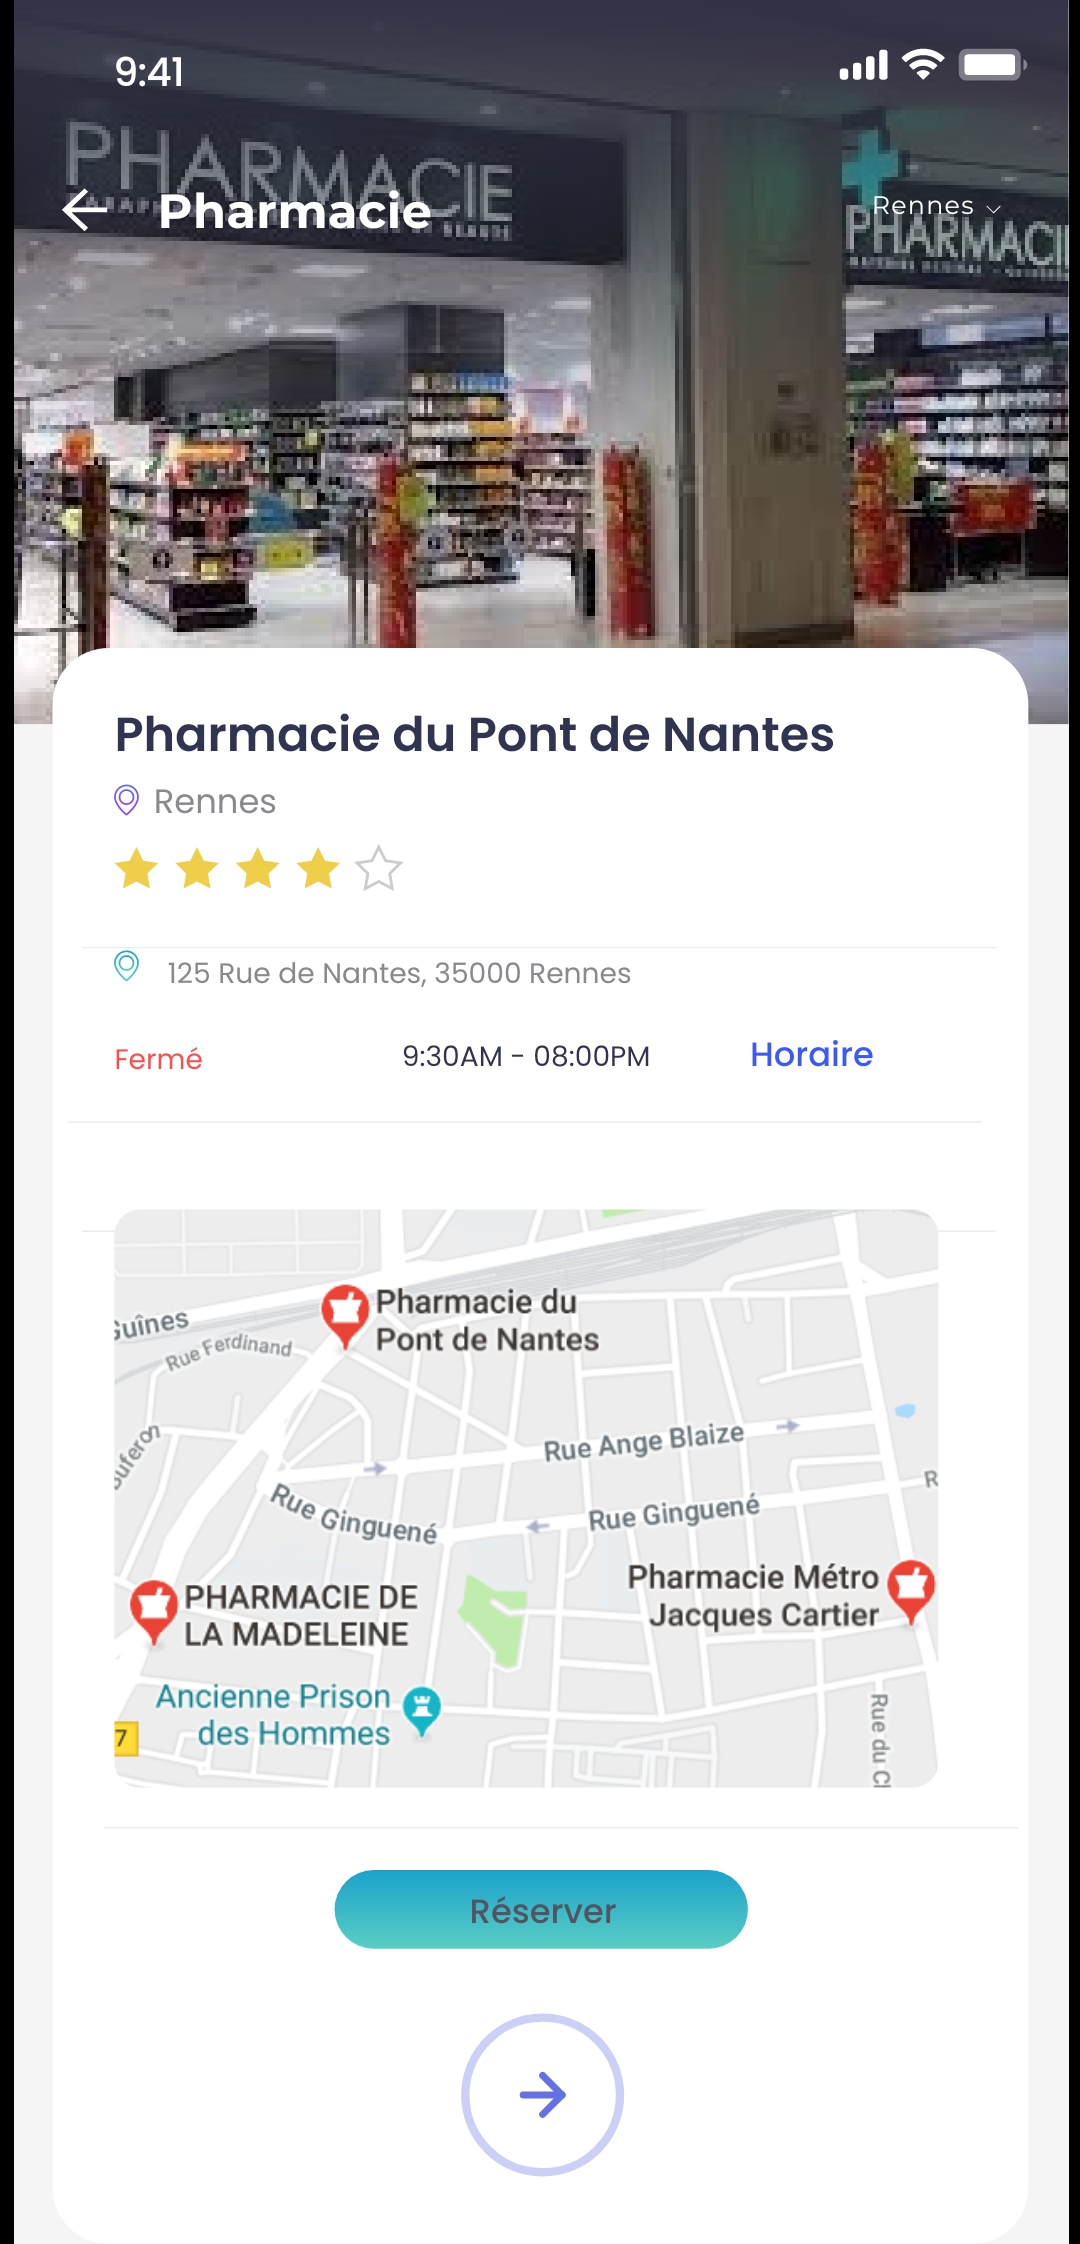 9:41
PHARMACIE
Pharmacie
Rennes
PHARMACIE
Pharmacie du Pont de Nantes
Rennes
125 Rue de Nantes, 35000 Rennes
Fermé 9:30AM - 08:00PM Horaire
Pharmacie du
Pont de Nantes
Guînes
Rue Ferdinand
Rue Ange Blaize
Rue Ginguené
Rue Ginguené
R
Pharmacie Métro
Jacques Cartier
PHARMACIE DE
LA MADELEINE
Ancienne Prison
des Hommes
7
Rue du Cl
Réserver